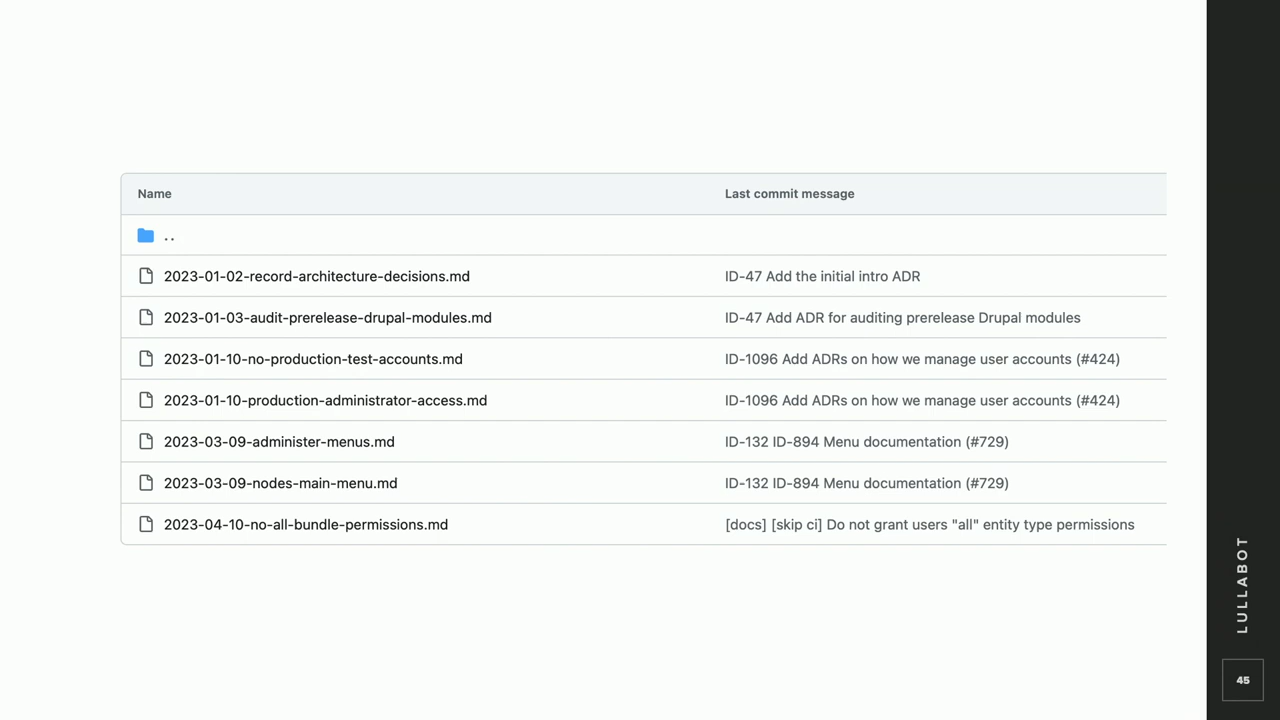 Name Last commit message
..
2023-01-02-record-architecture-decisions.md ID-47 Add the initial intro ADR
2023-01-03-audit-prerelease-drupal-modules.md ID-47 Add ADR for auditing prerelease Drupal modules
2023-01-10-no-production-test-accounts.md ID-1096 Add ADRs on how we manage user accounts (#424)
2023-01-10-production-administrator-access.md ID-1096 Add ADRs on how we manage user accounts (#424)
2023-03-09-administer-menus.md ID-132 ID-894 Menu documentation (#729)
2023-03-09-nodes-main-menu.md ID-132 ID-894 Menu documentation (#729)
2023-04-10-no-all-bundle-permissions.md [docs] [skip ci] Do not grant users "all" entity type permissions
LULLABOT
45